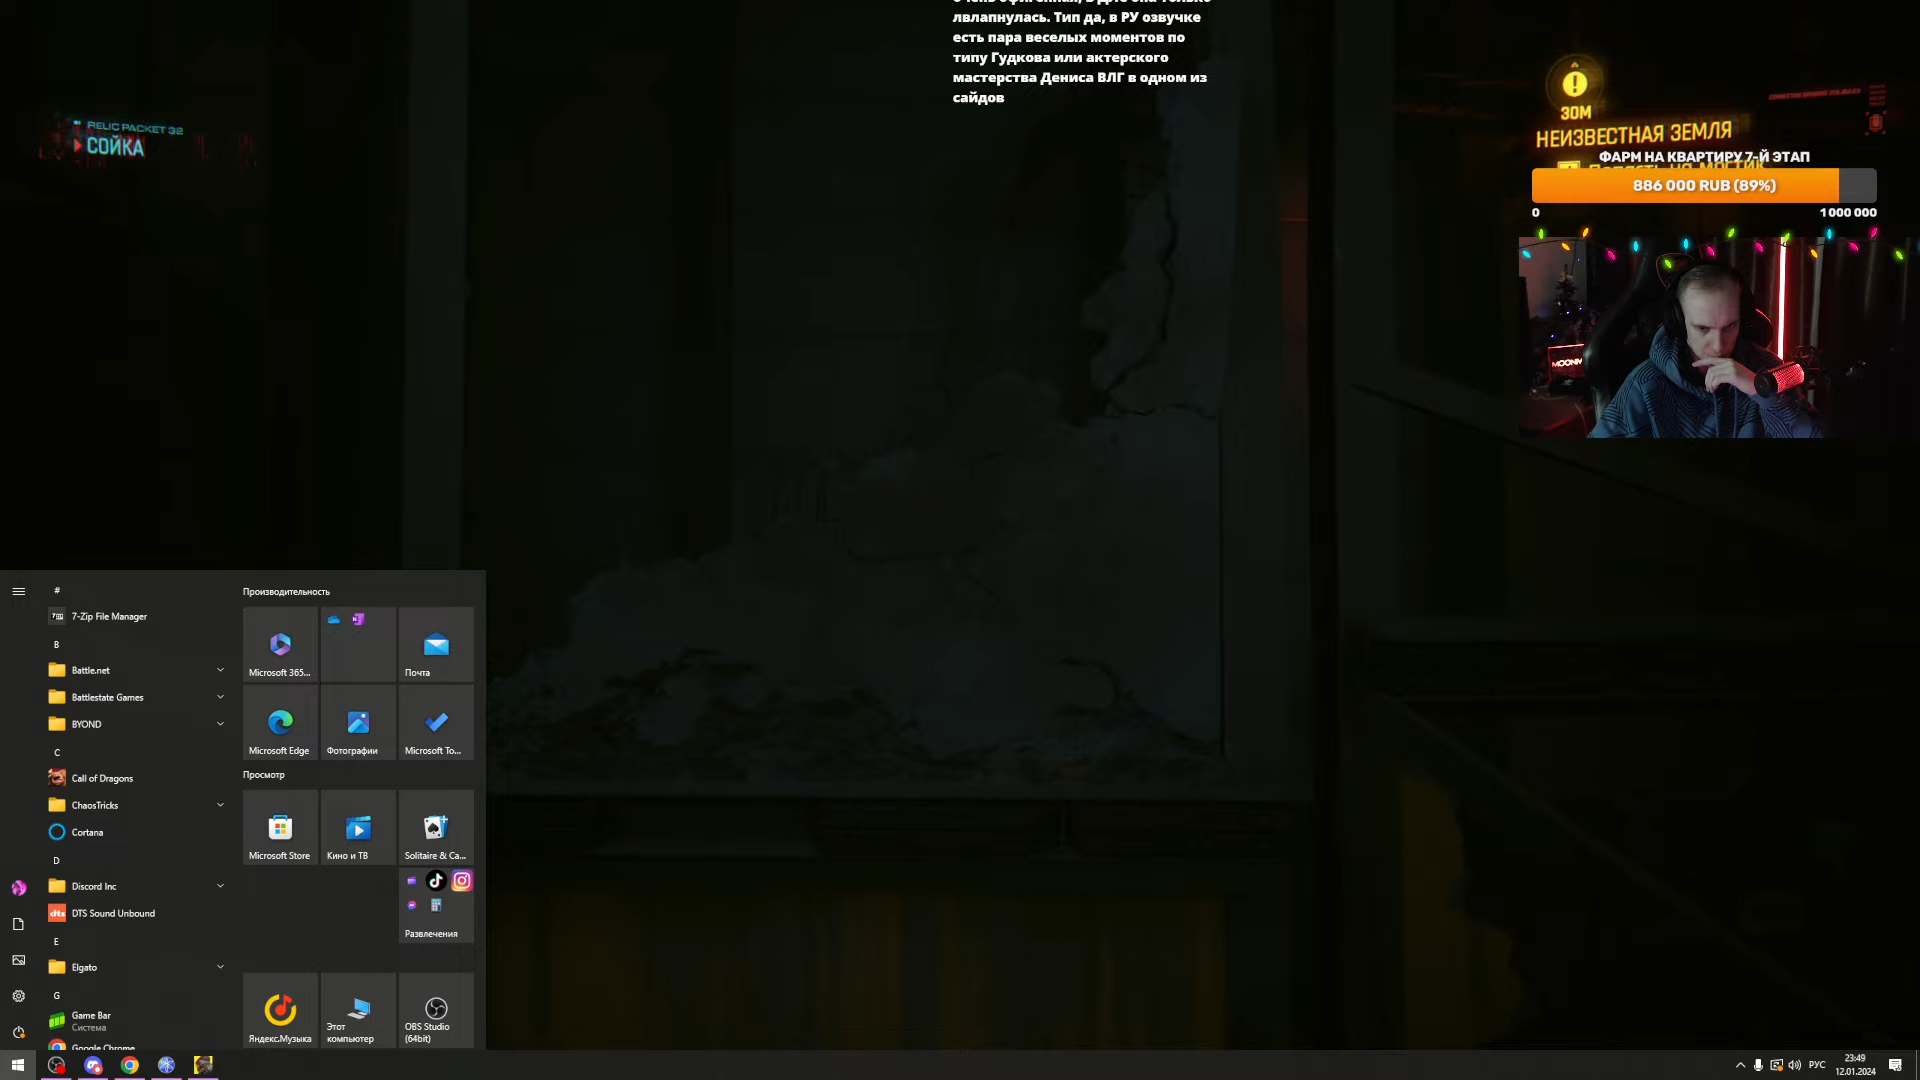 лвлапнулась. Тип да, в РУ озвучке
есть пара веселых моментов по
типу Гудкова или актерского
мастерства Дениса ВЛГ в одном из
сайдов
RELIC PACKET 32
СОЙКА
30М
НЕИЗВЕСТНАЯ ЗЕМЛЯ
ФАРМ НА КВАРТИРУ 7-Й ЭТАП
886 000 RUB (89%)
0
1 000 000
MOONW
#
7-Zip File Manager
B
Battle.net
Battlestate Games
BYOND
C
Call of Dragons
ChaosTricks
Cortana
D
Discord Inc
DTS Sound Unbound
E
Elgato
G
Game Bar
Система
Google Chrome
Производительность
Microsoft 365...
Почта
Microsoft Edge
Фотографии
Microsoft To...
Просмотр
Microsoft Store
Кино и ТВ
Solitaire & Ca...
Развлечения
Яндекс.Музыка
Этот
компьютер
OBS Studio
(64bit)
РУС
23:49
12.01.2024